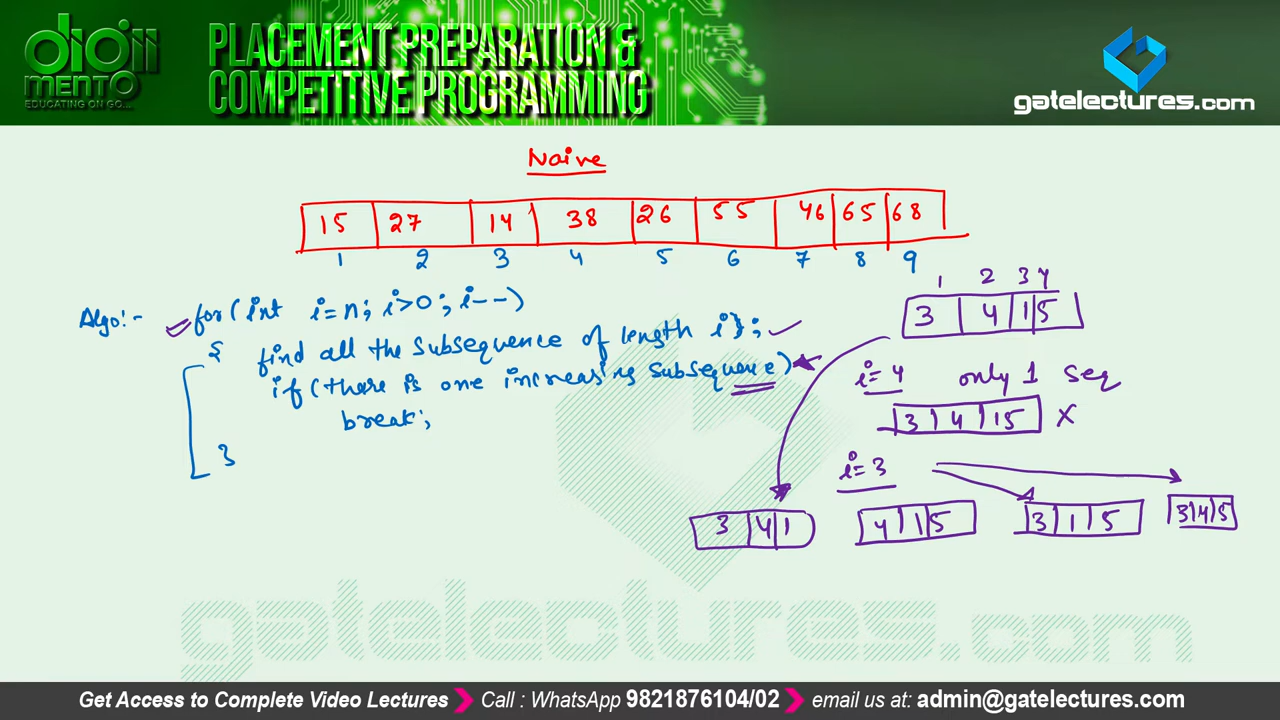 DIGII
MENTO
EDUCATING ON GO...
PLACEMENT PREPARATION &
COMPETITIVE PROGRAMMING
gatelectures.com
Naive
15 27 14 38 26 55 46 65 68
1 2 3 4 5 6 7 8 9
Algo:- for(int i=n; i>0; i--)
{ find all the subsequence of length i};
if(there is one increasing subsequence)
break;
}
1 2 3 4
3 4 1 5
i=4 only 1 seq
3 4 1 5 X
i=3
3 4 1
4 1 5
3 1 5
3 4 5
gatelectures.com
Get Access to Complete Video Lectures Call : WhatsApp 9821876104/02 email us at: admin@gatelectures.com